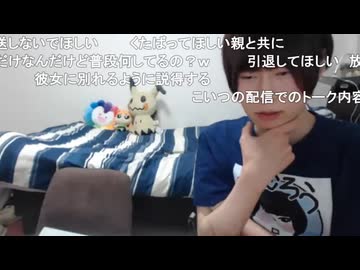 送しないでほしい
くたばってほしい親と共に
だけなんだけど普段何してるの？ｗ
引退してほしい
放
彼女に別れるように説得する
こいつの配信でのトーク内容